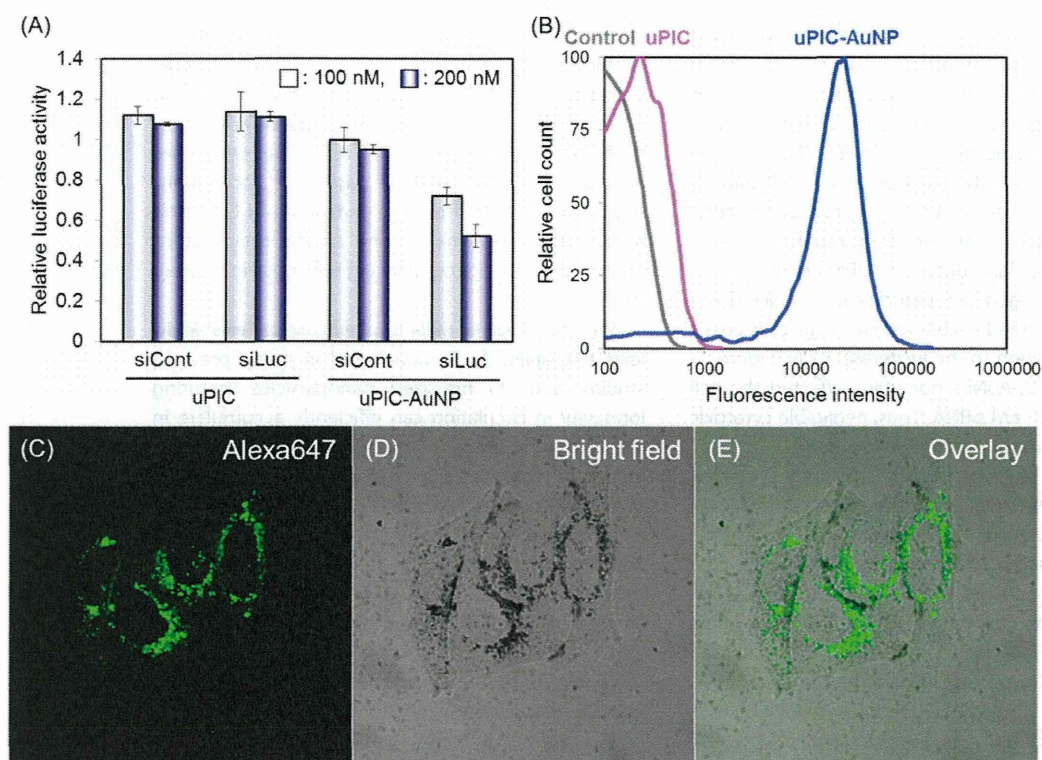 (A)
Relative luciferase activity
1.4
1.2
1
0.8
0.6
0.4
0.2
0
: 100 nM, : 200 nM
siCont siLuc siCont siLuc
uPIC uPIC-AuNP
(B)
Control uPIC uPIC-AuNP
Relative cell count
100
75
50
25
0
100 1000 10000 100000 1000000
Fluorescence intensity
(C) Alexa647
(D) Bright field
(E) Overlay